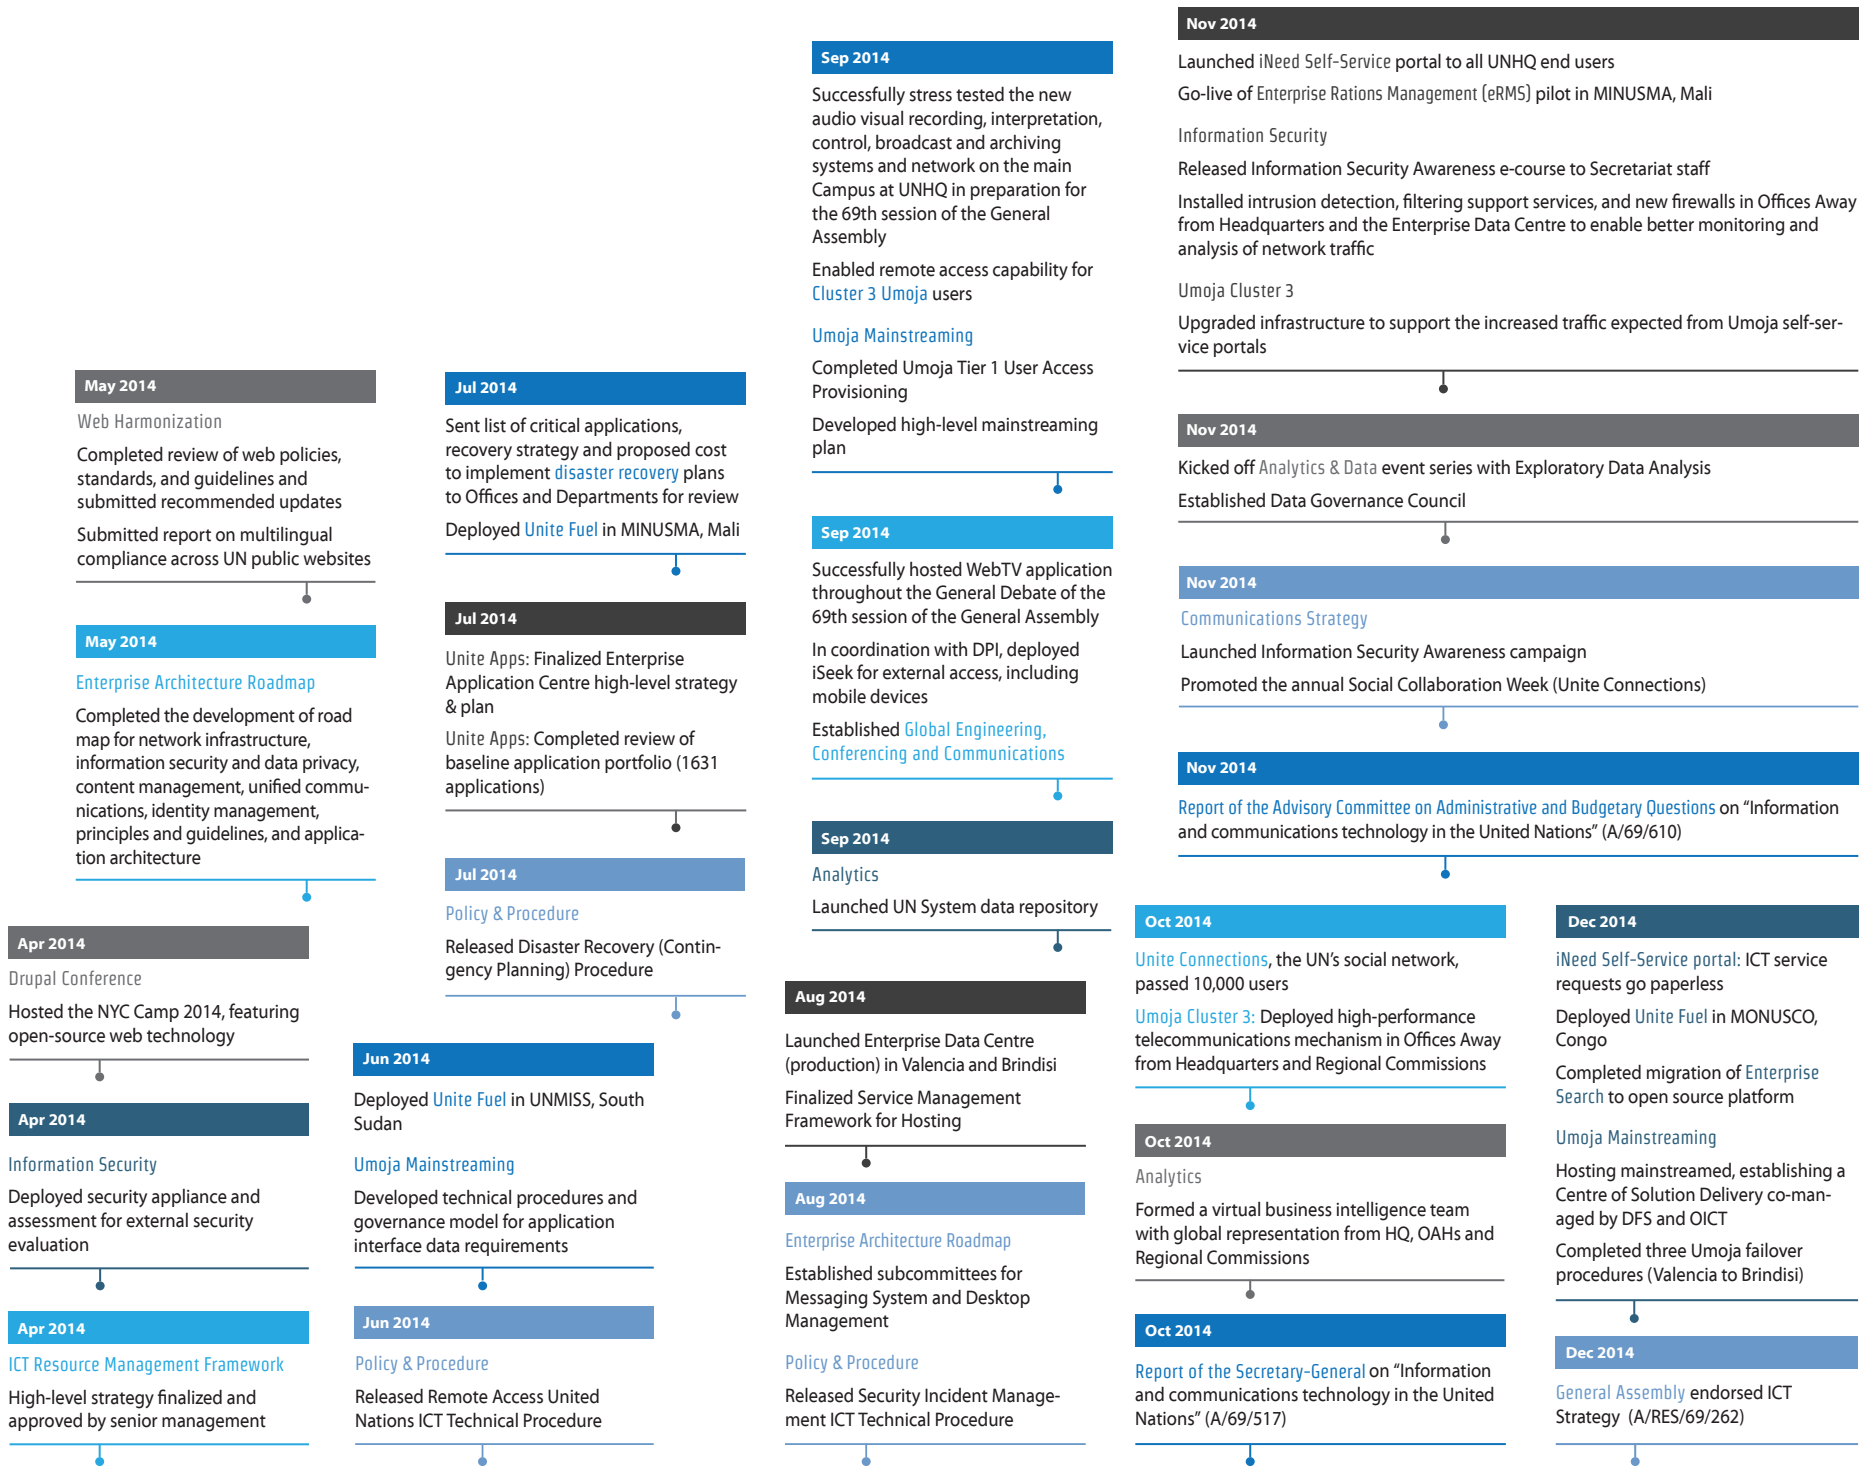 May 2014
Web Harmonization
Completed review of web policies,
standards, and guidelines and
submitted recommended updates
Submitted report on multilingual
compliance across UN public websites
May 2014
Enterprise Architecture Roadmap
Completed the development of road
map for network infrastructure,
information security and data privacy,
content management, unified commu-
nications, identity management,
principles and guidelines, and applica-
tion architecture
Apr 2014
Drupal Conference
Hosted the NYC Camp 2014, featuring
open-source web technology
Apr 2014
Information Security
Deployed security appliance and
assessment for external security
evaluation
Apr 2014
ICT Resource Management Framework
High-level strategy finalized and
approved by senior management
Jul 2014
Sent list of critical applications,
recovery strategy and proposed cost
to implement disaster recovery plans
to Offices and Departments for review
Deployed Unite Fuel in MINUSMA, Mali
Jul 2014
Unite Apps: Finalized Enterprise
Application Centre high-level strategy
& plan
Unite Apps: Completed review of
baseline application portfolio (1631
applications)
Jul 2014
Policy & Procedure
Released Disaster Recovery (Contin-
gency Planning) Procedure
Jun 2014
Deployed Unite Fuel in UNMISS, South
Sudan
Umoja Mainstreaming
Developed technical procedures and
governance model for application
interface data requirements
Jun 2014
Policy & Procedure
Released Remote Access United
Nations ICT Technical Procedure
Sep 2014
Successfully stress tested the new
audio visual recording, interpretation,
control, broadcast and archiving
systems and network on the main
Campus at UNHQ in preparation for
the 69th session of the General
Assembly
Enabled remote access capability for
Cluster 3 Umoja users
Umoja Mainstreaming
Completed Umoja Tier 1 User Access
Provisioning
Developed high-level mainstreaming
plan
Sep 2014
Successfully hosted WebTV application
throughout the General Debate of the
69th session of the General Assembly
In coordination with DPI, deployed
iSeek for external access, including
mobile devices
Established Global Engineering,
Conferencing and Communications
Sep 2014
Analytics
Launched UN System data repository
Aug 2014
Launched Enterprise Data Centre
(production) in Valencia and Brindisi
Finalized Service Management
Framework for Hosting
Aug 2014
Enterprise Architecture Roadmap
Established subcommittees for
Messaging System and Desktop
Management
Policy & Procedure
Released Security Incident Manage-
ment ICT Technical Procedure
Nov 2014
Launched iNeed Self-Service portal to all UNHQ end users
Go-live of Enterprise Rations Management (eRMS) pilot in MINUSMA, Mali
Information Security
Released Information Security Awareness e-course to Secretariat staff
Installed intrusion detection, filtering support services, and new firewalls in Offices Away
from Headquarters and the Enterprise Data Centre to enable better monitoring and
analysis of network traffic
Umoja Cluster 3
Upgraded infrastructure to support the increased traffic expected from Umoja self-ser-
vice portals
Nov 2014
Kicked off Analytics & Data event series with Exploratory Data Analysis
Established Data Governance Council
Nov 2014
Communications Strategy
Launched Information Security Awareness campaign
Promoted the annual Social Collaboration Week (Unite Connections)
Nov 2014
Report of the Advisory Committee on Administrative and Budgetary Questions on “Information
and communications technology in the United Nations” (A/69/610)
Oct 2014
Unite Connections, the UN’s social network,
passed 10,000 users
Umoja Cluster 3: Deployed high-performance
telecommunications mechanism in Offices Away
from Headquarters and Regional Commissions
Oct 2014
Analytics
Formed a virtual business intelligence team
with global representation from HQ, OAHs and
Regional Commissions
Oct 2014
Report of the Secretary-General on “Information
and communications technology in the United
Nations” (A/69/517)
Dec 2014
iNeed Self-Service portal: ICT service
requests go paperless
Deployed Unite Fuel in MONUSCO,
Congo
Completed migration of Enterprise
Search to open source platform
Umoja Mainstreaming
Hosting mainstreamed, establishing a
Centre of Solution Delivery co-man-
aged by DFS and OICT
Completed three Umoja failover
procedures (Valencia to Brindisi)
Dec 2014
General Assembly endorsed ICT
Strategy (A/RES/69/262)